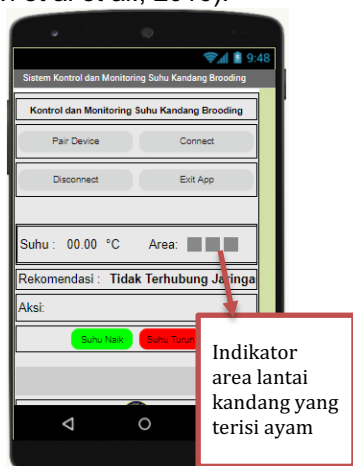 9:48
Sistem Kontrol dan Monitoring Suhu Kandang Brooding
Kontrol dan Monitoring Suhu Kandang Brooding
Pair Device Connect
Disconnect Exit App
Suhu : 00.00 °C Area:
Rekomendasi : Tidak Terhubung Jaringa
Aksi:
Suhu Naik Suhu Turun
Indikator
area lantai
kandang yang
terisi ayam